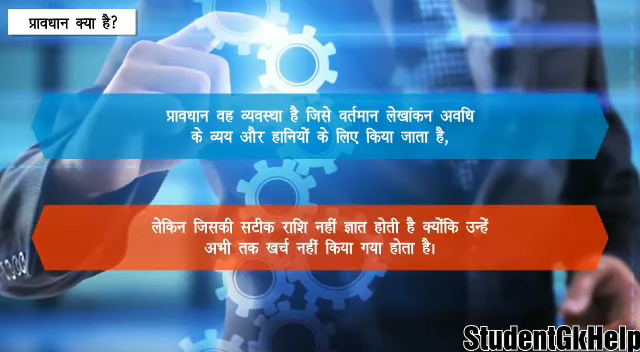 प्रावधान क्या है?
प्रावधान वह व्यवस्था है जिसे वर्तमान लेखांकन अवधि
के व्यय और हानियों के लिए किया जाता है,
लेकिन जिसकी सटीक राशि नहीं ज्ञात होती है क्योंकि उन्हें
अभी तक खर्च नहीं किया गया होता है।
StudentGkHelp